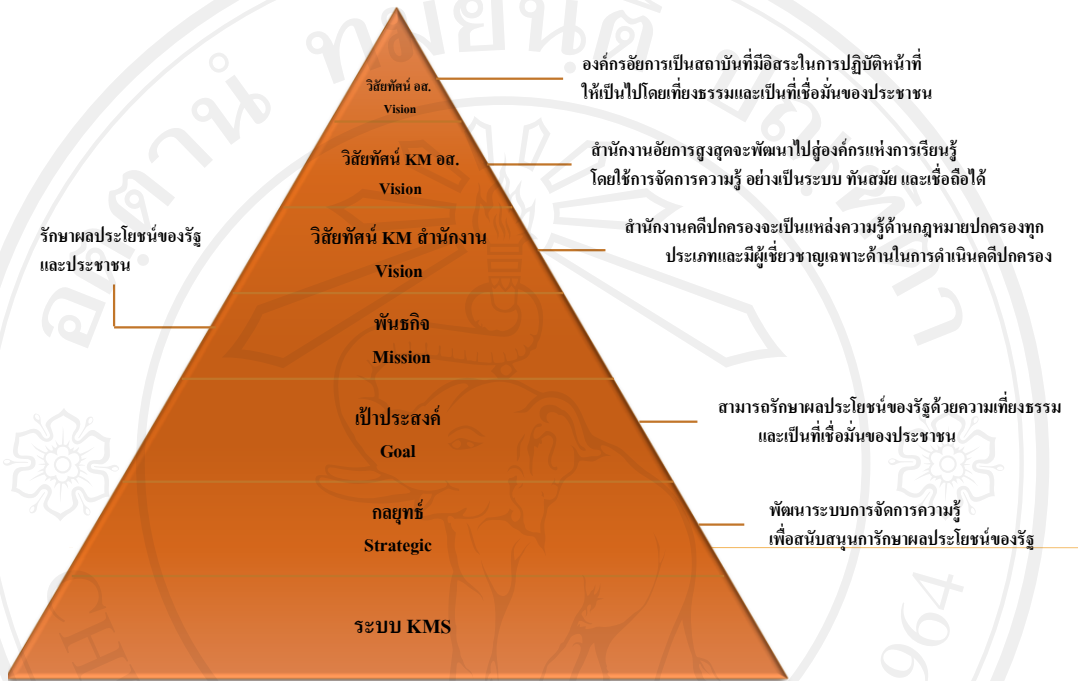 วิสัยทัศน์ อส.
Vision
องค์กรอัยการเป็นสถาบันที่มีอิสระในการปฏิบัติหน้าที่
ให้เป็นไปโดยเที่ยงธรรมและเป็นที่เชื่อมั่นของประชาชน
วิสัยทัศน์ KM อส.
Vision
สำนักงานอัยการสูงสุดจะพัฒนาไปสู่องค์กรแห่งการเรียนรู้
โดยใช้การจัดการความรู้ อย่างเป็นระบบ ทันสมัย และเชื่อถือได้
วิสัยทัศน์ KM สำนักงาน
Vision
สำนักงานคดีปกครองจะเป็นแหล่งความรู้ด้านกฎหมายปกครองทุก
ประเภทและมีผู้เชี่ยวชาญเฉพาะด้านในการดำเนินคดีปกครอง
รักษาผลประโยชน์ของรัฐ
และประชาชน
พันธกิจ
Mission
เป้าประสงค์
Goal
สามารถรักษาผลประโยชน์ของรัฐด้วยความเที่ยงธรรม
และเป็นที่เชื่อมั่นของประชาชน
กลยุทธ์
Strategic
พัฒนาระบบการจัดการความรู้
เพื่อสนับสนุนการักษาผลประโยชน์ของรัฐ
ระบบ KMS
อตฺตานํ ทมยนฺติ ปณฺฑิตา
964